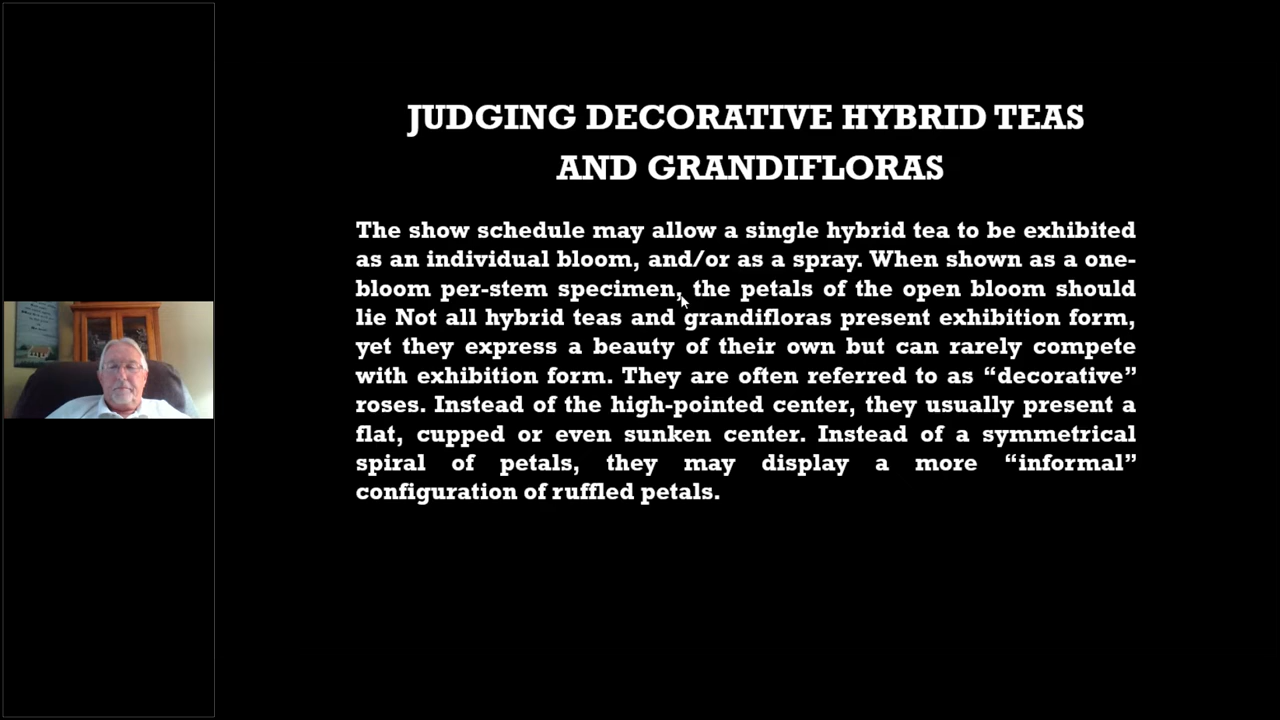 JUDGING DECORATIVE HYBRID TEAS
AND GRANDIFLORAS
The show schedule may allow a single hybrid tea to be exhibited
as an individual bloom, and/or as a spray. When shown as a one-
bloom per-stem specimen, the petals of the open bloom should
lie Not all hybrid teas and grandifloras present exhibition form,
yet they express a beauty of their own but can rarely compete
with exhibition form. They are often referred to as “decorative”
roses. Instead of the high-pointed center, they usually present a
flat, cupped or even sunken center. Instead of a symmetrical
spiral of petals, they may display a more “informal”
configuration of ruffled petals.